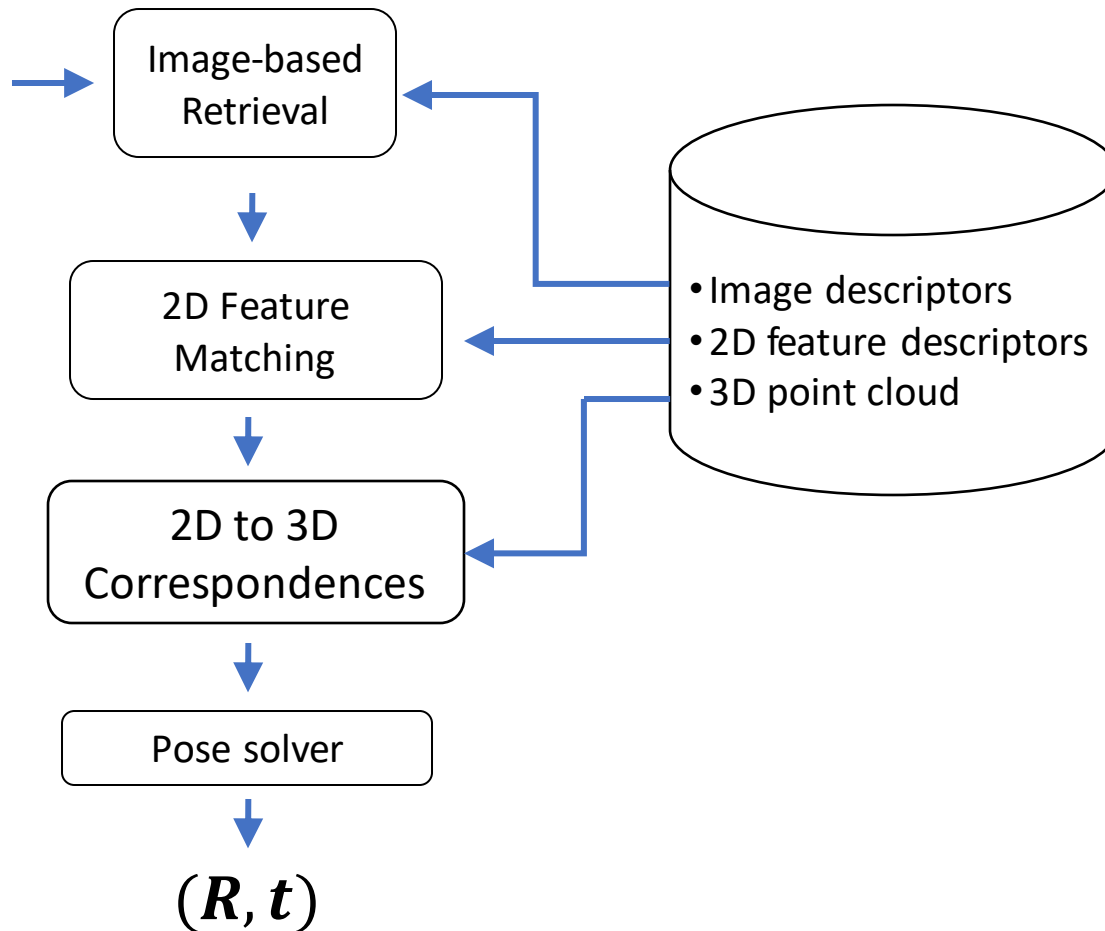 Image-based
Retrieval
2D Feature
Matching
2D to 3D
Correspondences
Pose solver
(R, t)
• Image descriptors
• 2D feature descriptors
• 3D point cloud